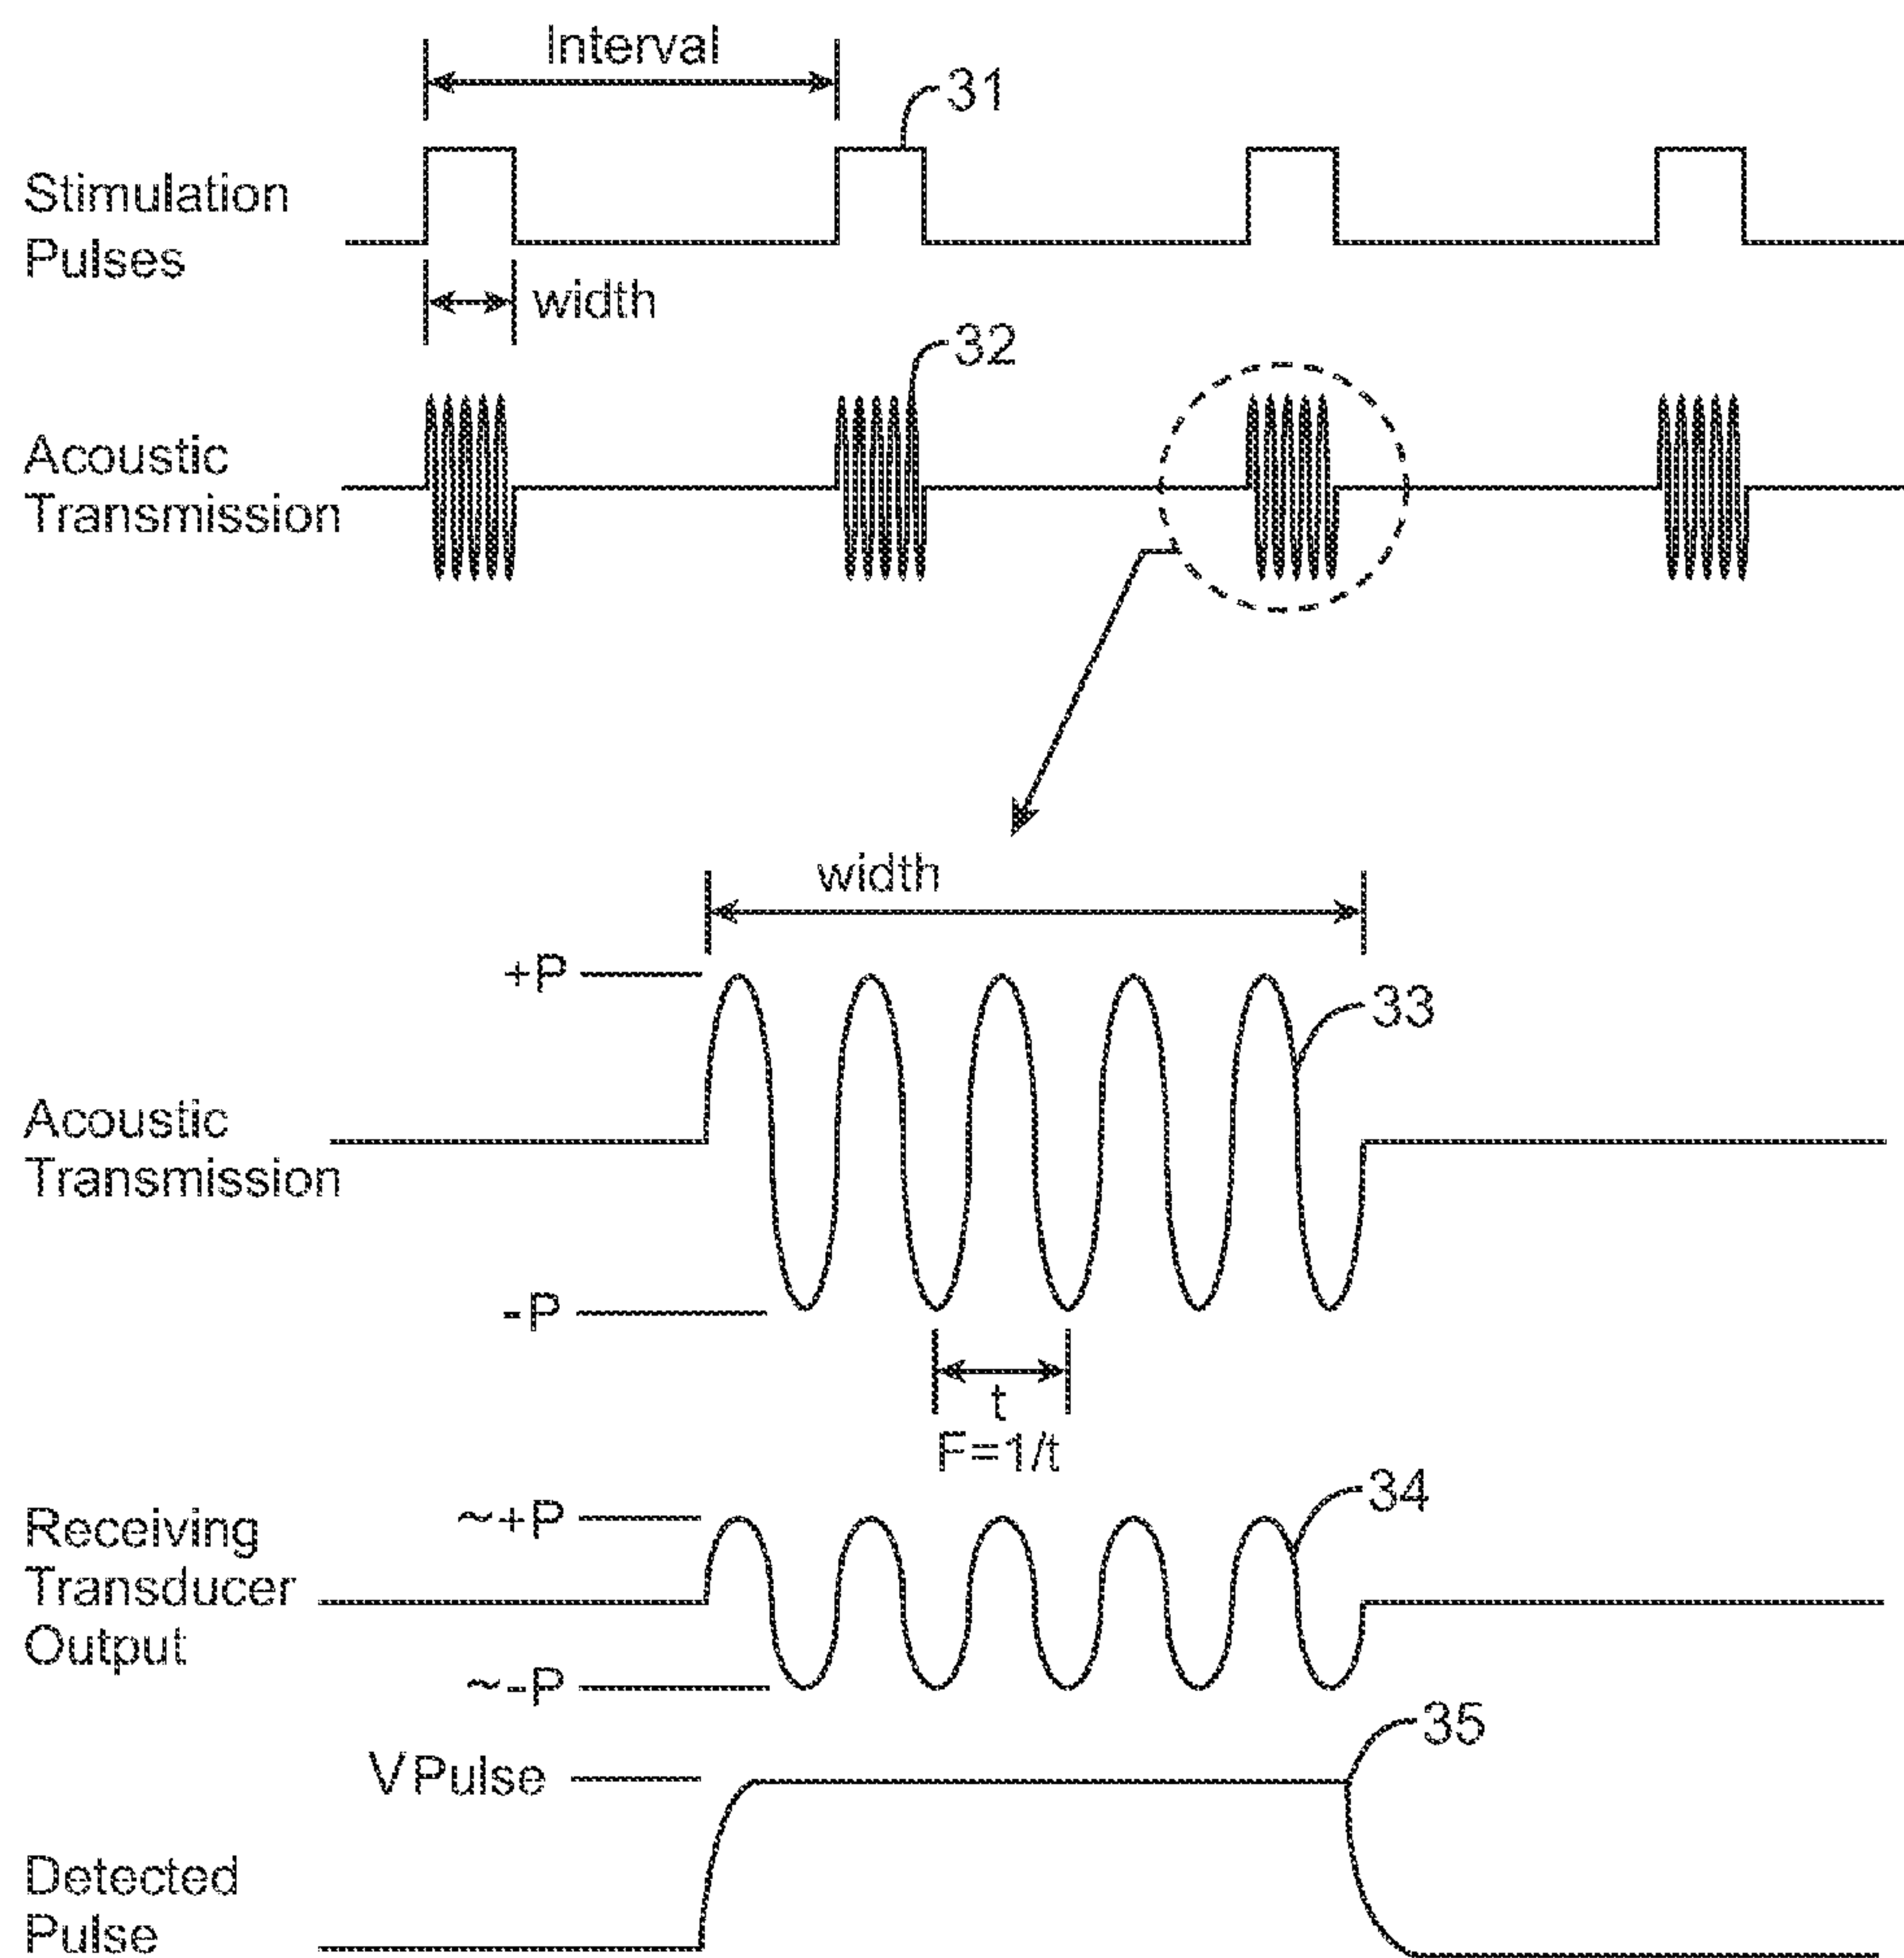 Interval
31
Stimulation
Pulses
width
32
Acoustic
Transmission
width
+P
33
Acoustic
Transmission
-P
t
F=1/t
34
~+P
Receiving
Transducer
Output
~-P
35
V Pulse
Detected
Pulse